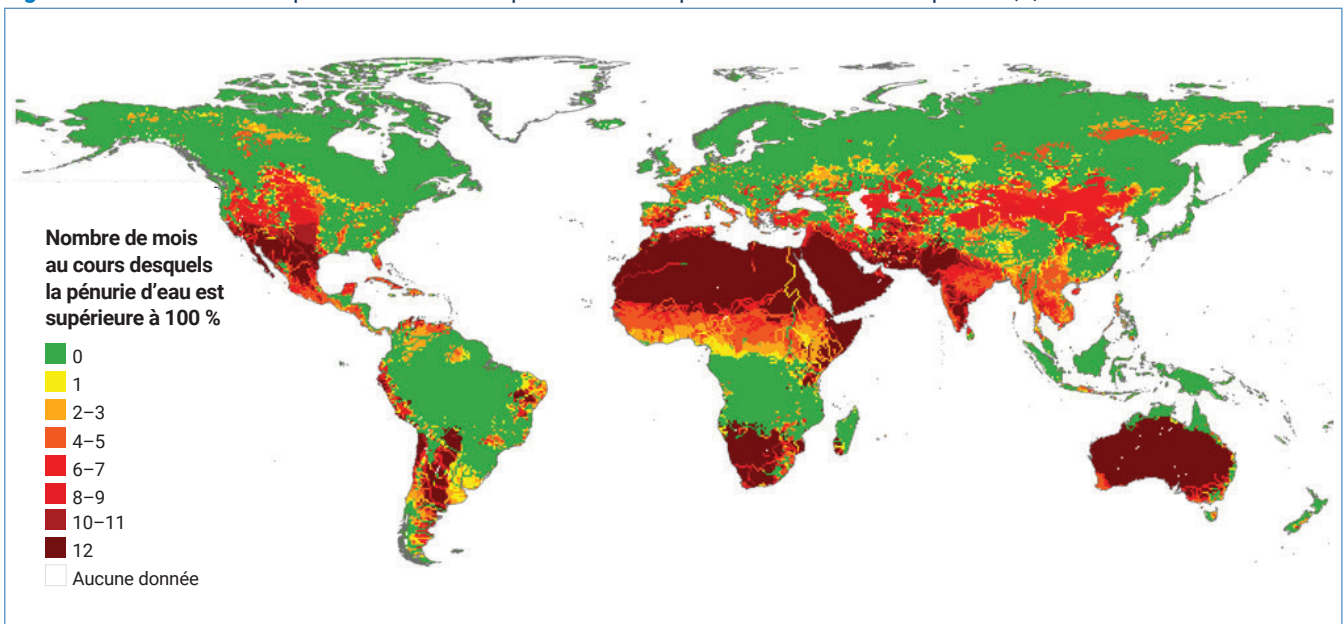 Nombre de mois
au cours desquels
la pénurie d’eau est
supérieure à 100 %
0
1
2–3
4–5
6–7
8–9
10–11
12
Aucune donnée